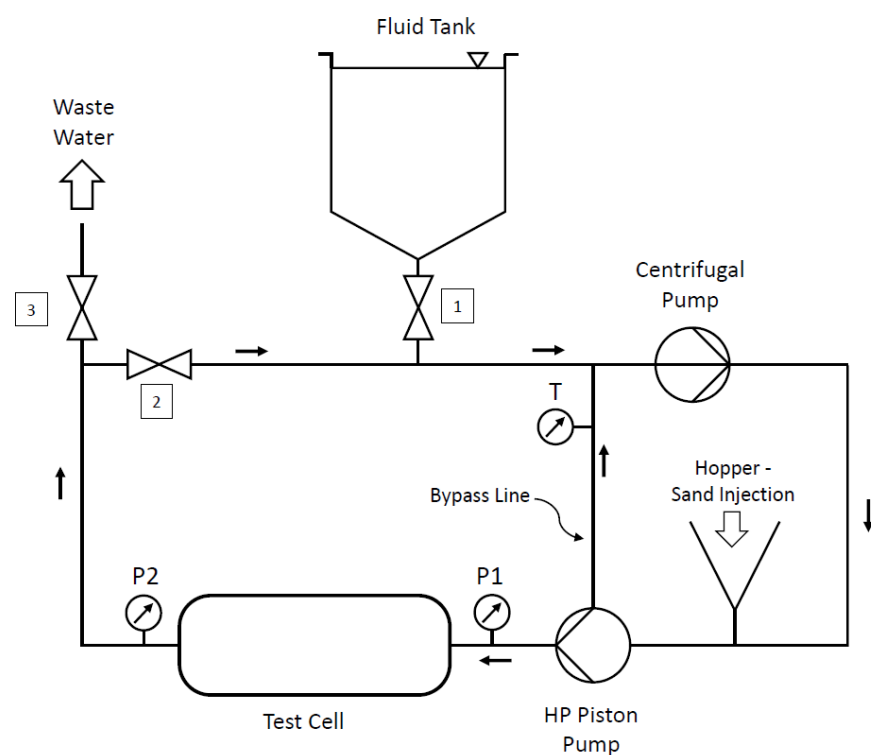 Fluid Tank
Waste
Water
Centrifugal
Pump
3
1
2
T
Hopper -
Sand Injection
Bypass Line
P2
P1
Test Cell
HP Piston
Pump